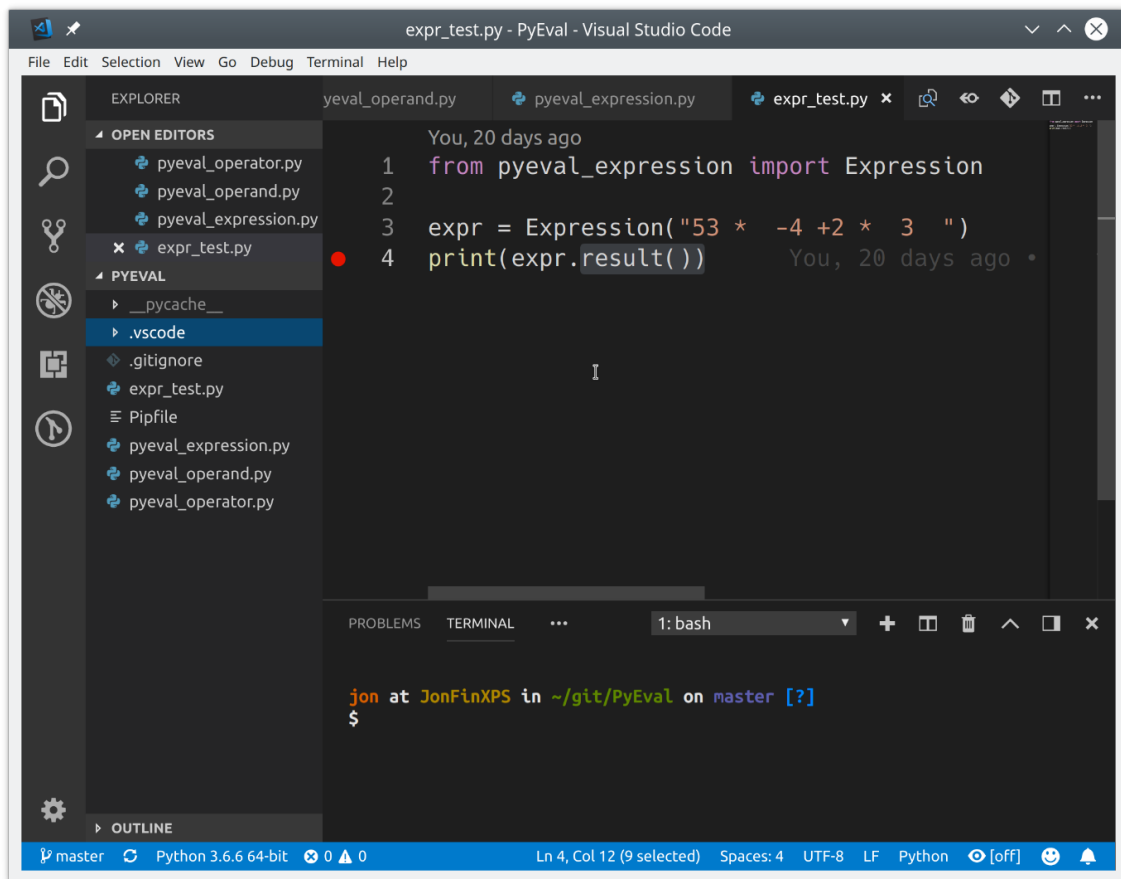 expr_test.py - PyEval - Visual Studio Code
File Edit Selection View Go Debug Terminal Help
EXPLORER
OPEN EDITORS
pyeval_operator.py
pyeval_operand.py
pyeval_expression.py
expr_test.py
PYEVAL
__pycache__
.vscode
.gitignore
expr_test.py
Pipfile
pyeval_expression.py
pyeval_operand.py
pyeval_operator.py
OUTLINE
yeval_operand.py pyeval_expression.py expr_test.py
You, 20 days ago
1 from pyeval_expression import Expression
2
3 expr = Expression("53 *  -4 +2 *  3  ")
4 print(expr.result()) You, 20 days ago •
PROBLEMS TERMINAL ••• 1: bash
jon at JonFinXPS in ~/git/PyEval on master [?]
$
master Python 3.6.6 64-bit 0 0 Ln 4, Col 12 (9 selected) Spaces: 4 UTF-8 LF Python [off]